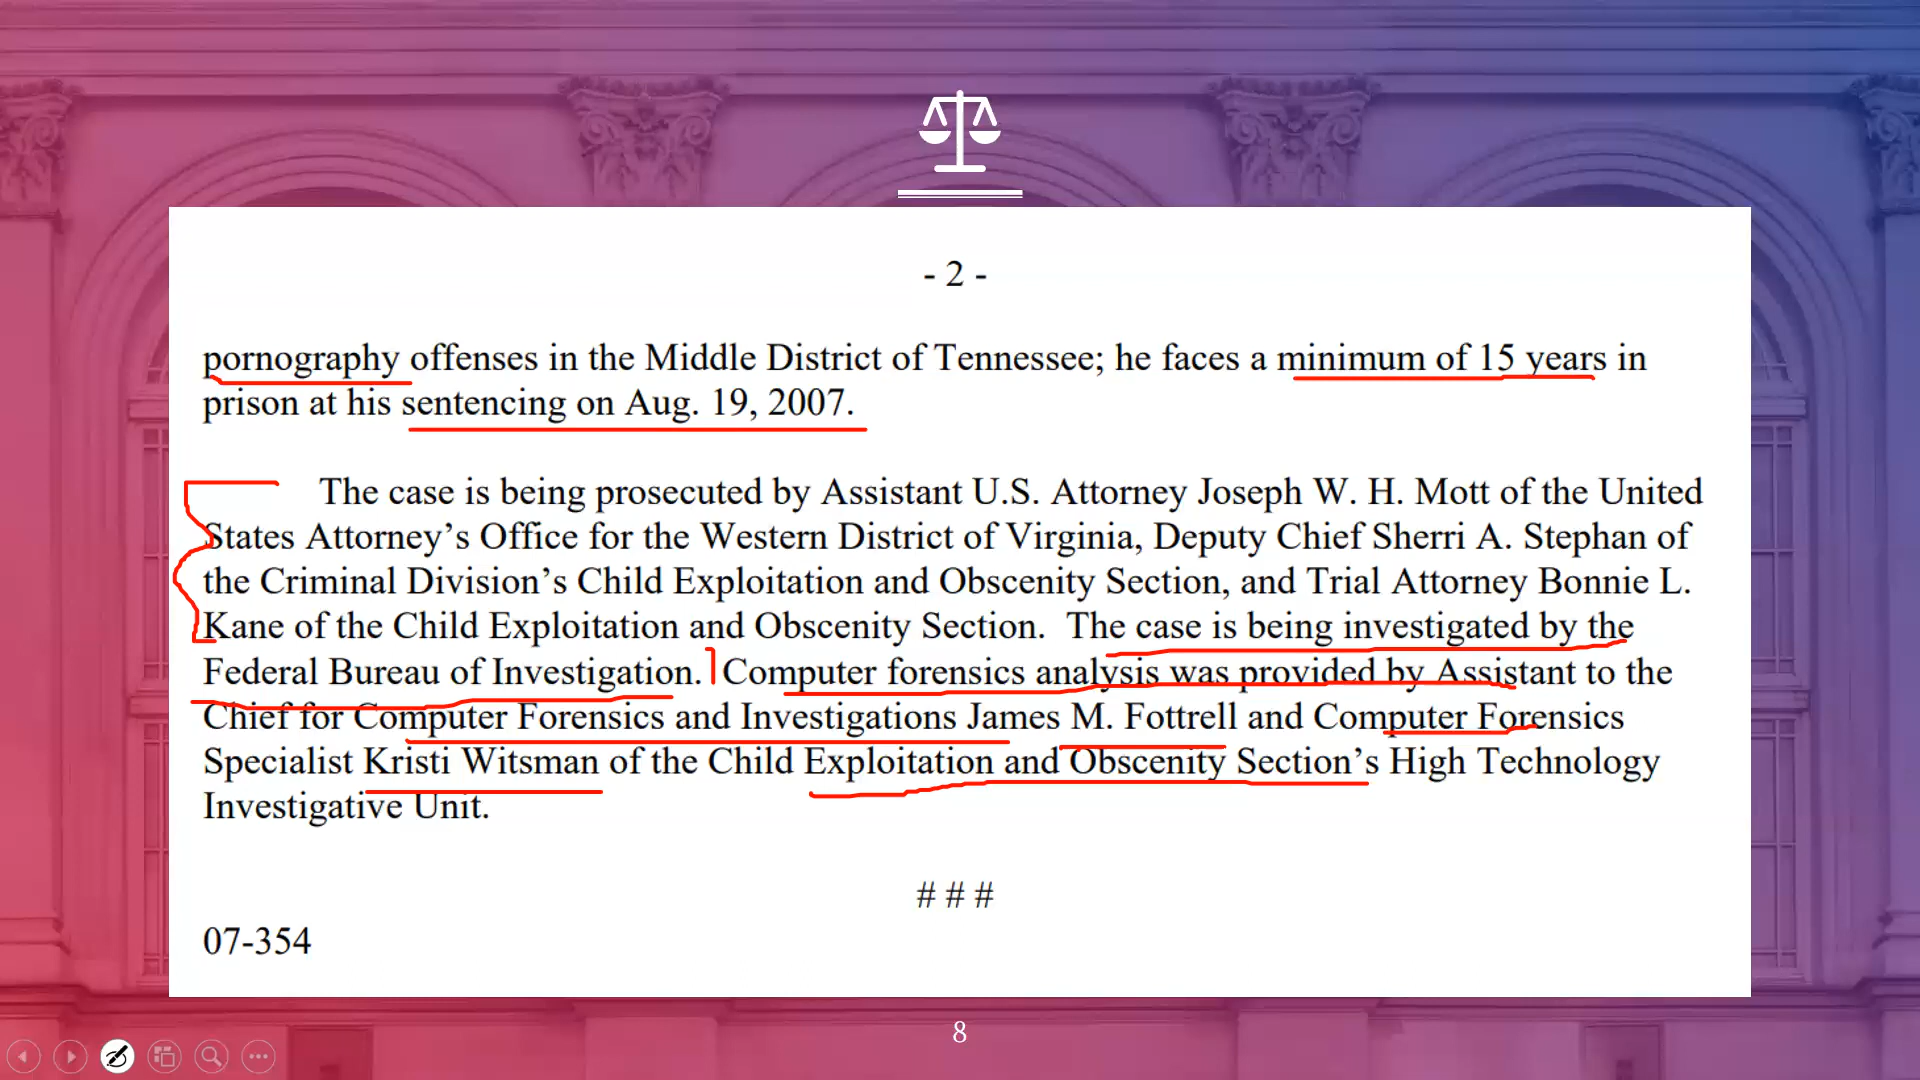 - 2 -
pornography offenses in the Middle District of Tennessee; he faces a minimum of 15 years in
prison at his sentencing on Aug. 19, 2007.
The case is being prosecuted by Assistant U.S. Attorney Joseph W. H. Mott of the United
States Attorney’s Office for the Western District of Virginia, Deputy Chief Sherri A. Stephan of
the Criminal Division’s Child Exploitation and Obscenity Section, and Trial Attorney Bonnie L.
Kane of the Child Exploitation and Obscenity Section.  The case is being investigated by the
Federal Bureau of Investigation.  Computer forensics analysis was provided by Assistant to the
Chief for Computer Forensics and Investigations James M. Fottrell and Computer Forensics
Specialist Kristi Witsman of the Child Exploitation and Obscenity Section’s High Technology
Investigative Unit.
# # #
07-354
8